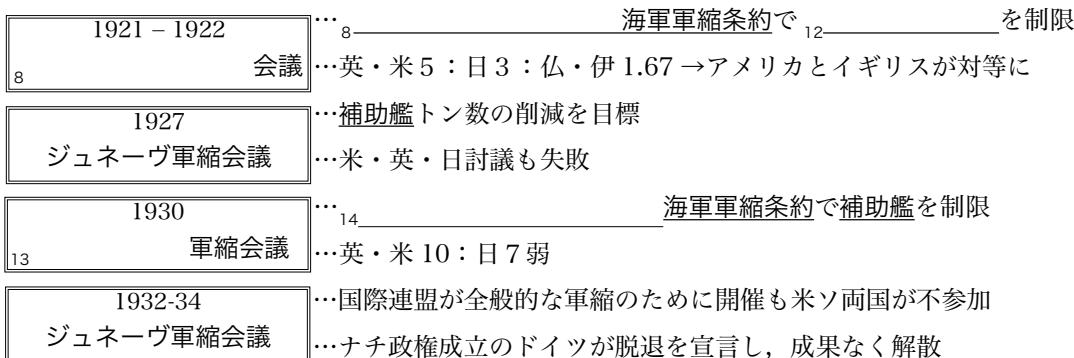 1921 – 1922
8 会議
…8 海軍軍縮条約で 12 を制限
…英・米5：日3：仏・伊 1.67 →アメリカとイギリスが対等に
1927
ジュネーヴ軍縮会議
…補助艦トン数の削減を目標
…米・英・日討議も失敗
1930
13 軍縮会議
…14 海軍軍縮条約で補助艦を制限
…英・米 10：日7弱
1932-34
ジュネーヴ軍縮会議
…国際連盟が全般的な軍縮のために開催も米ソ両国が不参加
…ナチ政権成立のドイツが脱退を宣言し，成果なく解散